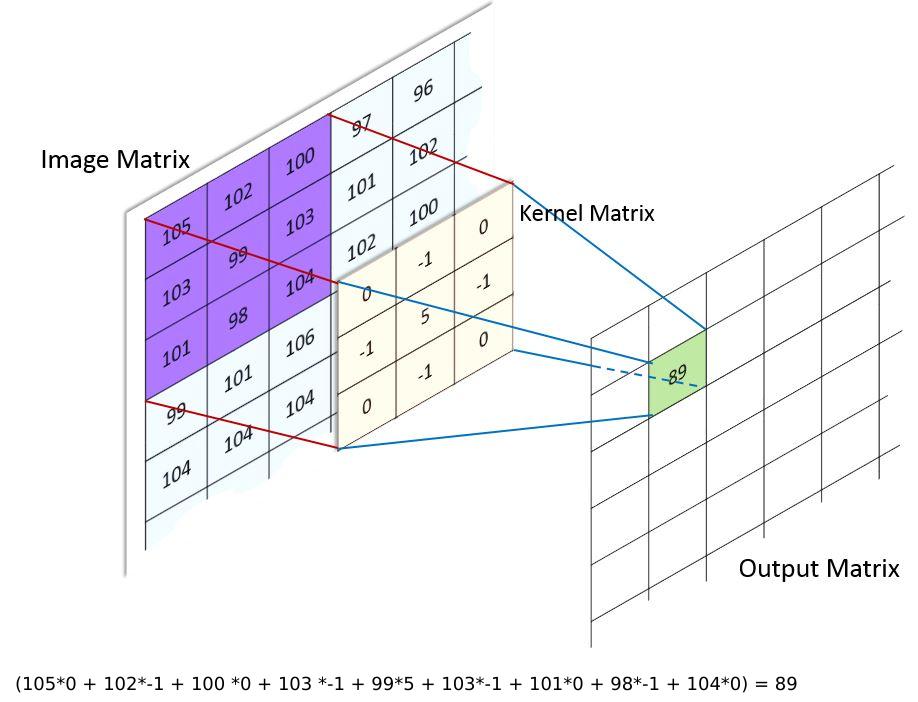 Image Matrix
Kernel Matrix
Output Matrix
105 102 100 97 96
103 99 103 101 102
101 98 104 102 100
99 101 106
104 104 104
0 -1 0
-1 5 -1
0 -1 0
89
(105*0 + 102*-1 + 100 *0 + 103 *-1 + 99*5 + 103*-1 + 101*0 + 98*-1 + 104*0) = 89